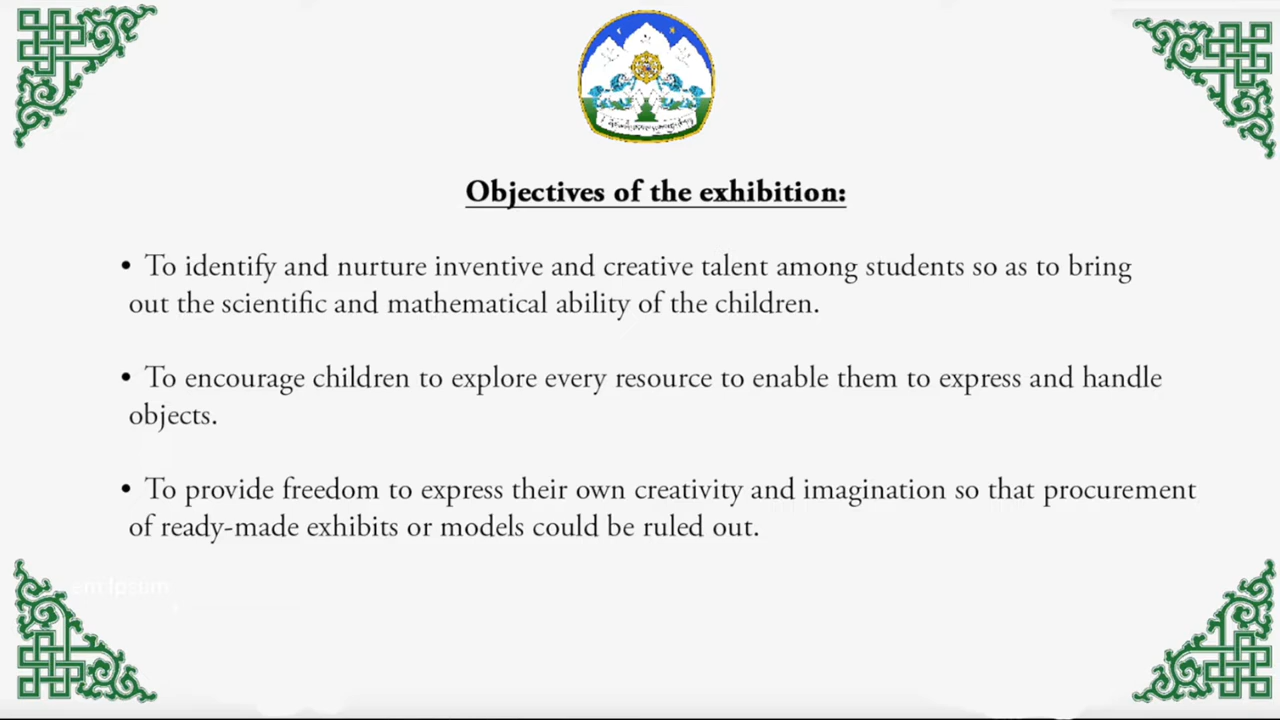 Objectives of the exhibition:
• To identify and nurture inventive and creative talent among students so as to bring
out the scientific and mathematical ability of the children.
• To encourage children to explore every resource to enable them to express and handle
objects.
• To provide freedom to express their own creativity and imagination so that procurement
of ready-made exhibits or models could be ruled out.
em Ipsum